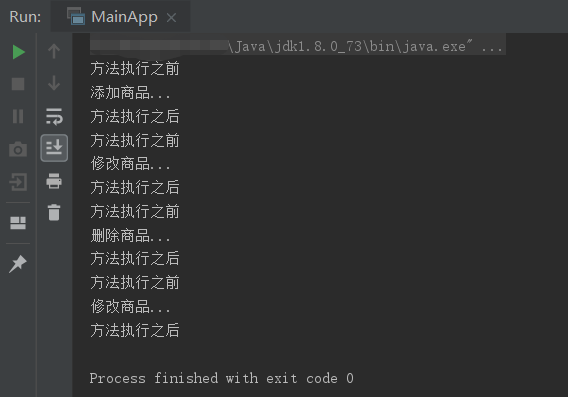 Run: MainApp
\Java\jdk1.8.0_73\bin\java.exe" ...
方法执行之前
添加商品...
方法执行之后
方法执行之前
修改商品...
方法执行之后
方法执行之前
删除商品...
方法执行之后
方法执行之前
修改商品...
方法执行之后
Process finished with exit code 0